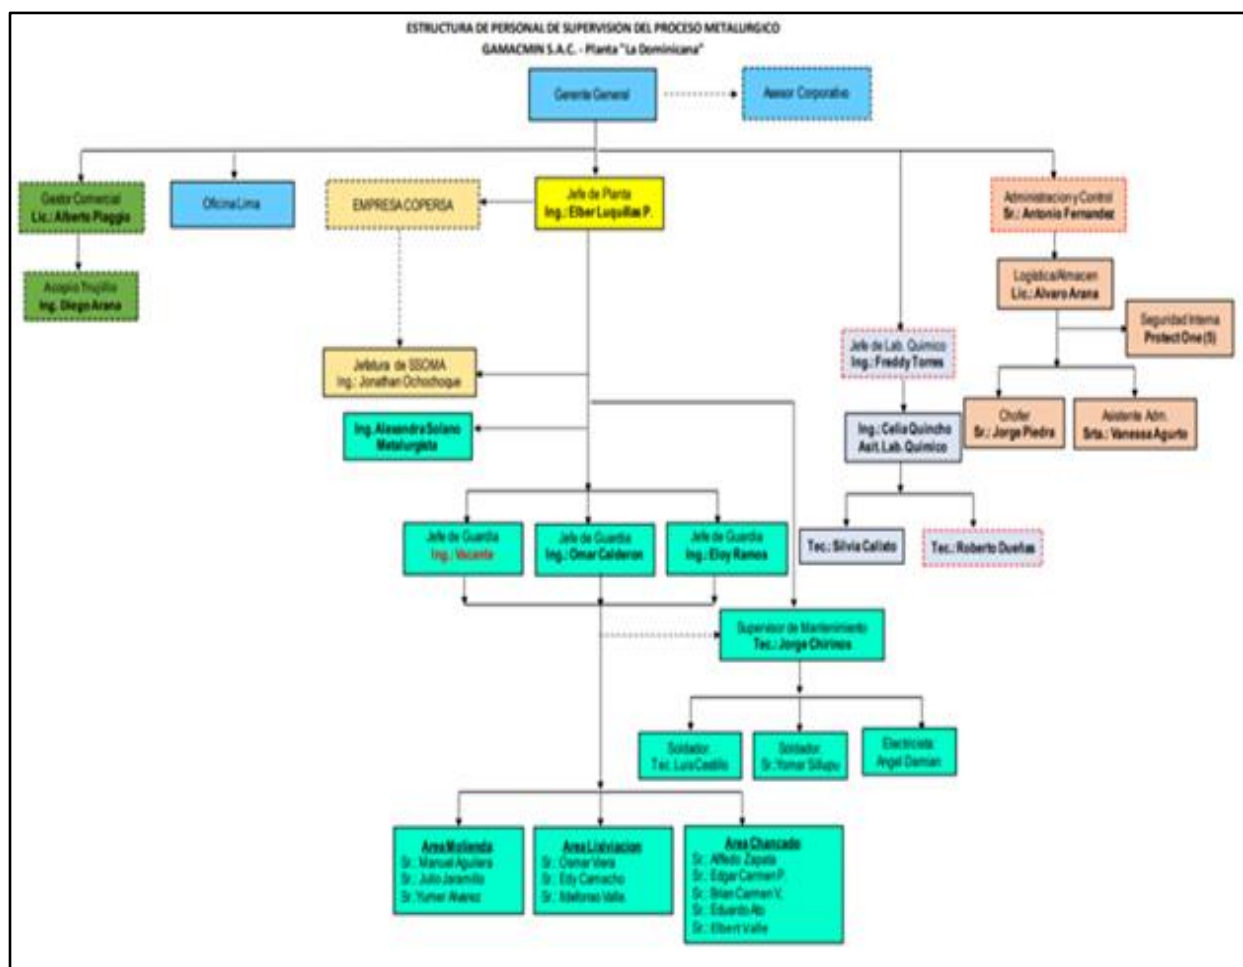 ESTRUCTURA DE PERSONAL DE SUPERVISION DEL PROCESO METALURGICO
GAMACMIN S.A.C. - Planta "La Dominicana"
Gerente General
Asesor Corporativo
Gestor Comercial
Lic.: Alberto Piaggio
Oficina Lima
EMPRESA COPERSA
Jefe de Planta
Ing.: Elber Luquillas P.
Administracion y Control
Sr.: Antonio Fernandez
Acopio Trujillo
Ing. Diego Arana
Logistica/Almacen
Lic.: Alvaro Arana
Seguridad Interna
Protect One (5)
Jefatura de SSOMA
Ing.: Jonathan Ochochoque
Jefe de Lab. Quimico
Ing.: Freddy Torres
Chofer
Sr.: Jorge Piedra
Asistente Adm.
Srta.: Vanessa Agurto
Ing. Alexandra Solano
Metalurgista
Ing.: Celia Quincho
Asit. Lab. Quimico
Jefe de Guardia
Ing.: Vacante
Jefe de Guardia
Ing.: Omar Calderon
Jefe de Guardia
Ing.: Eloy Ramos
Tec.: Silvia
Tec.: Roberto Dueñas
Supervisor de Mantenimiento
Tec.: Jorge Chirinos
Soldador
Tec. Luis Castillo
Soldador
Sr. Yomar Sillupu
Electricista
Angel Damian
Area Molienda
Sr.: Manuel Aguilera
Sr.: Julio Jaramillo
Sr.: Yumer Alvarez
Area Lixiviacion
Sr.: Osmar Viera
Sr.: Edy Camacho
Sr.: Ildefonso Valle
Area Chancado
Sr.: Alfredo Zapata
Sr.: Edgar Carmen P.
Sr.: Brian Carmen V.
Sr.: Eduardo
Sr.: Elbert Valle